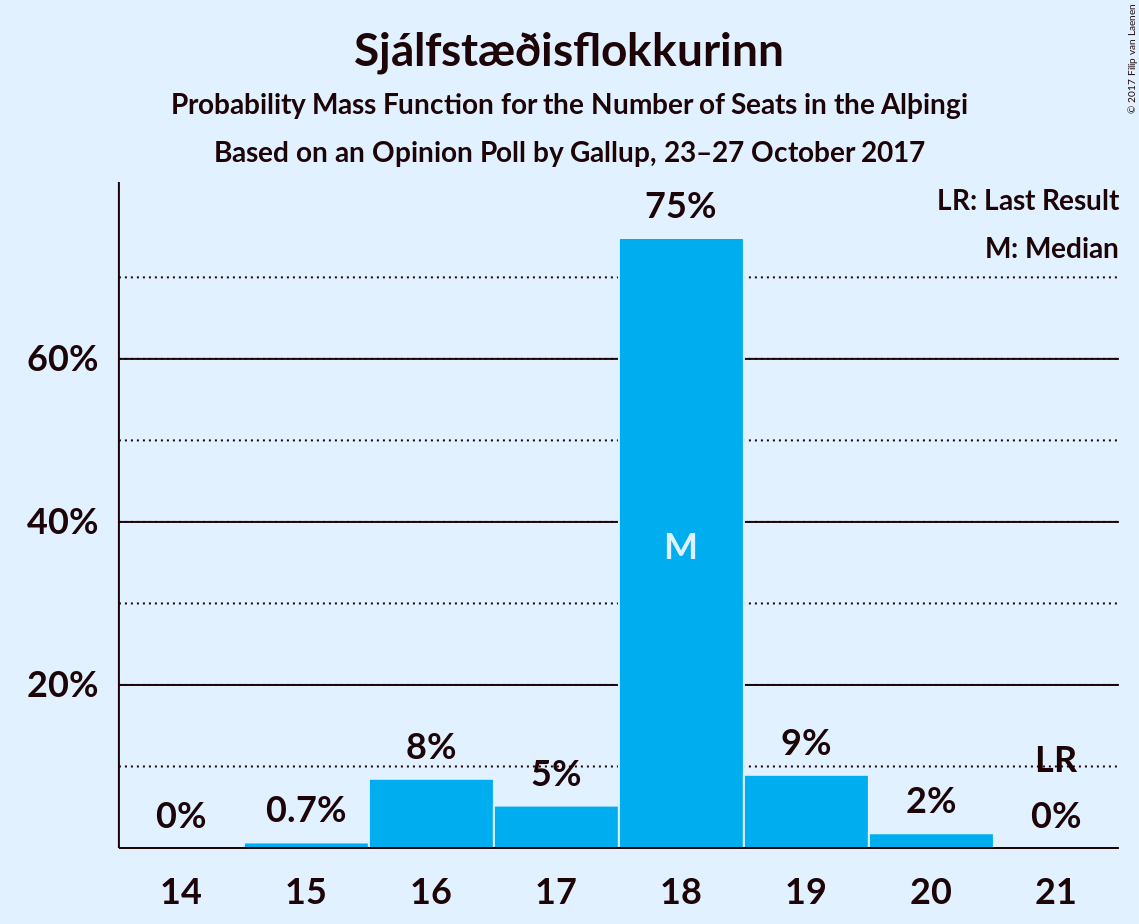 Sjálfstæðisflokkurinn
Probability Mass Function for the Number of Seats in the Alþingi
Based on an Opinion Poll by Gallup, 23–27 October 2017
© 2017 Filip van Laenen
LR: Last Result
M: Median
60%
40%
20%
0%
0.7%
8%
5%
75%
M
9%
2%
LR
0%
14 15 16 17 18 19 20 21